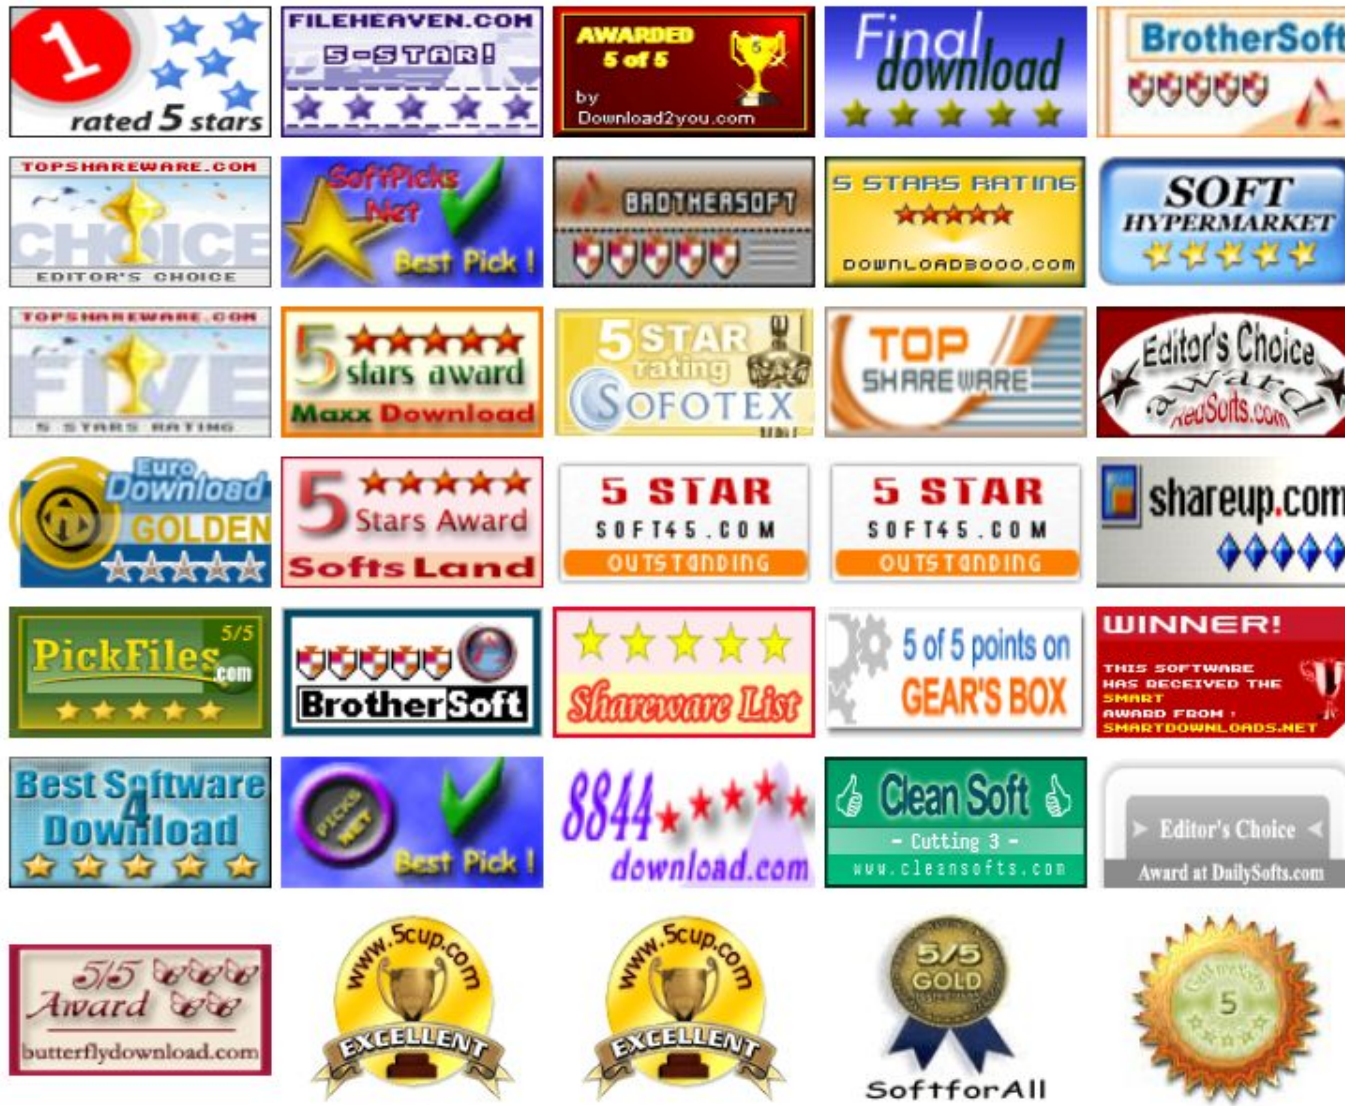 1
rated 5 stars
FILEHEAVEN.COM
5-STAR!
AWARDED
5 of 5
5
by
Download2you.com
Final
download
BrotherSoft
TOPSHAREWARE.COM
CHOICE
EDITOR'S CHOICE
SoftPicks
Net
Best Pick !
BROTHERSOFT
5 STARS RATING
DOWNLOAD3000.COM
SOFT
HYPERMARKET
TOPSHAREWARE.COM
FIVE
5 STARS RATING
5
stars award
Maxx Download
5 STAR
rating
SOFOTEX
TOP
SHAREWARE
Editor's Choice
award
RedSofts.com
Euro
Download
GOLDEN
5
Stars Award
Softs Land
5 STAR
SOFT45.COM
OUTSTANDING
5 STAR
SOFT45.COM
OUTSTANDING
shareup.com
5/5
PickFiles
.com
BrotherSoft
Shareware List
5 of 5 points on
GEAR'S BOX
WINNER!
THIS SOFTWARE
HAS RECEIVED THE
SMART
AWARD FROM :
SMARTDOWNLOADS.NET
Best Software
4
Download
PICKS
NET
Best Pick !
8844
download.com
Clean Soft
- Cutting 3 -
www.cleansofts.com
Editor's Choice
Award at DailySofts.com
5/5
Award
butterflydownload.com
www.5cup.com
EXCELLENT
www.5cup.com
EXCELLENT
5/5
GOLD
SoftforAll
5